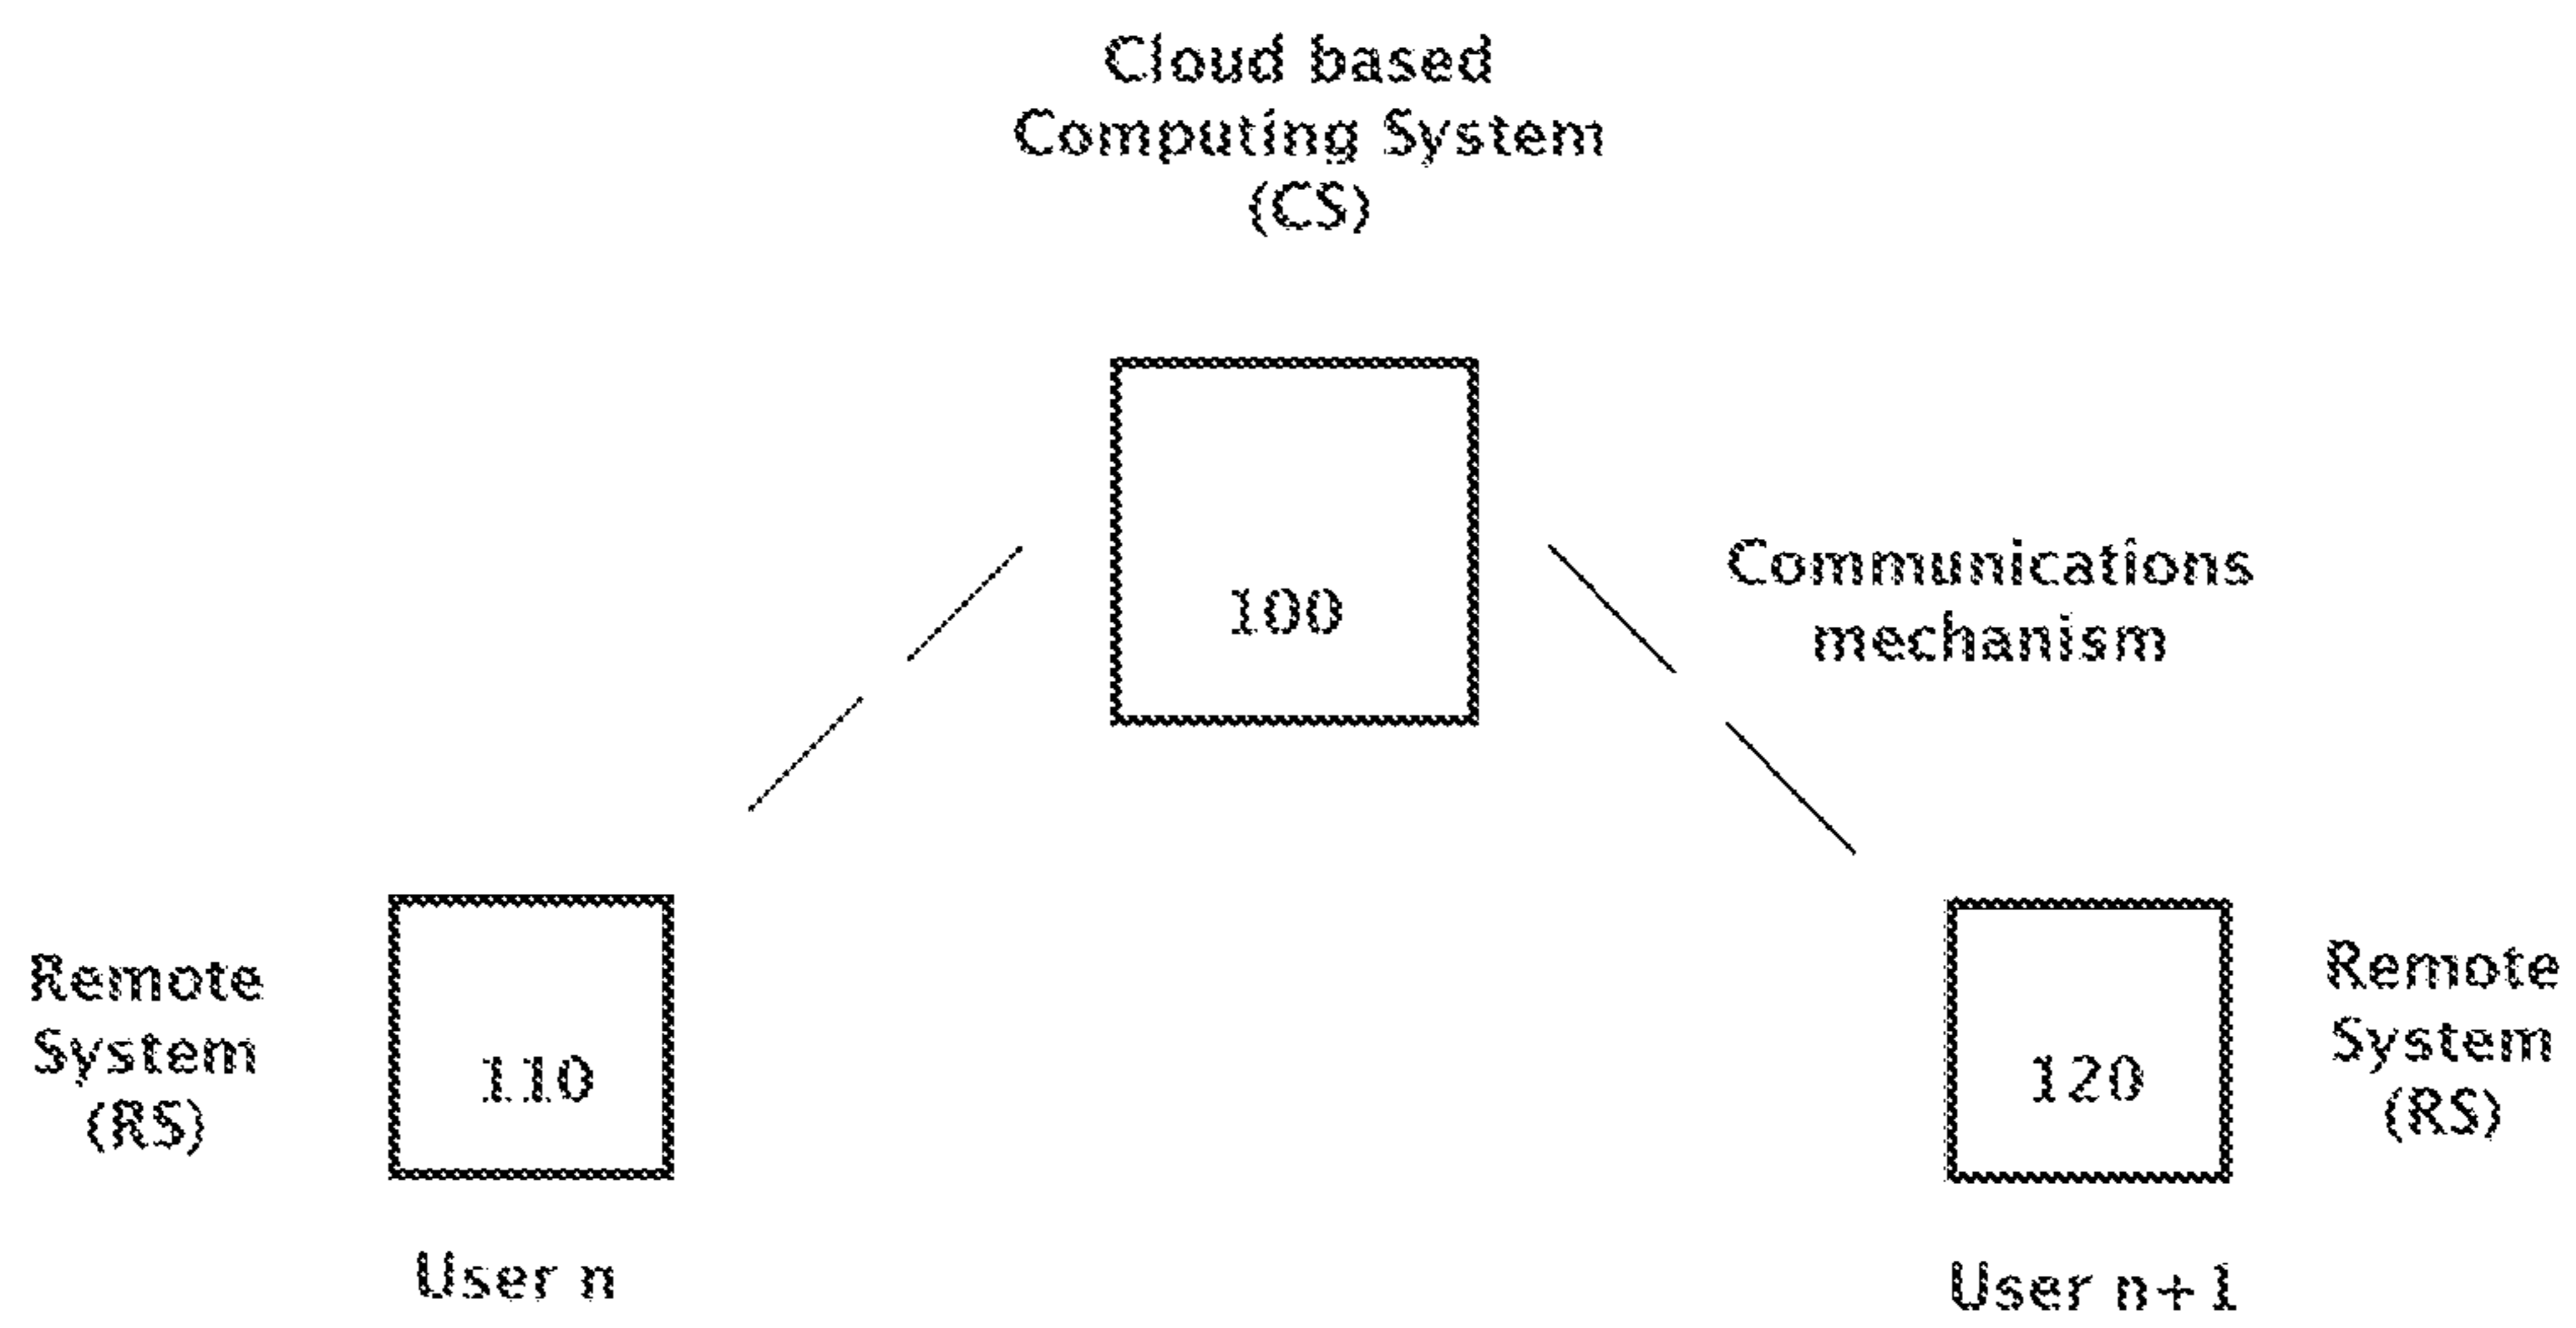 Cloud based
Computing System
(CS)
100
Communications
mechanism
Remote
System
(RS)
110
User n
120
Remote
System
(RS)
User n+1